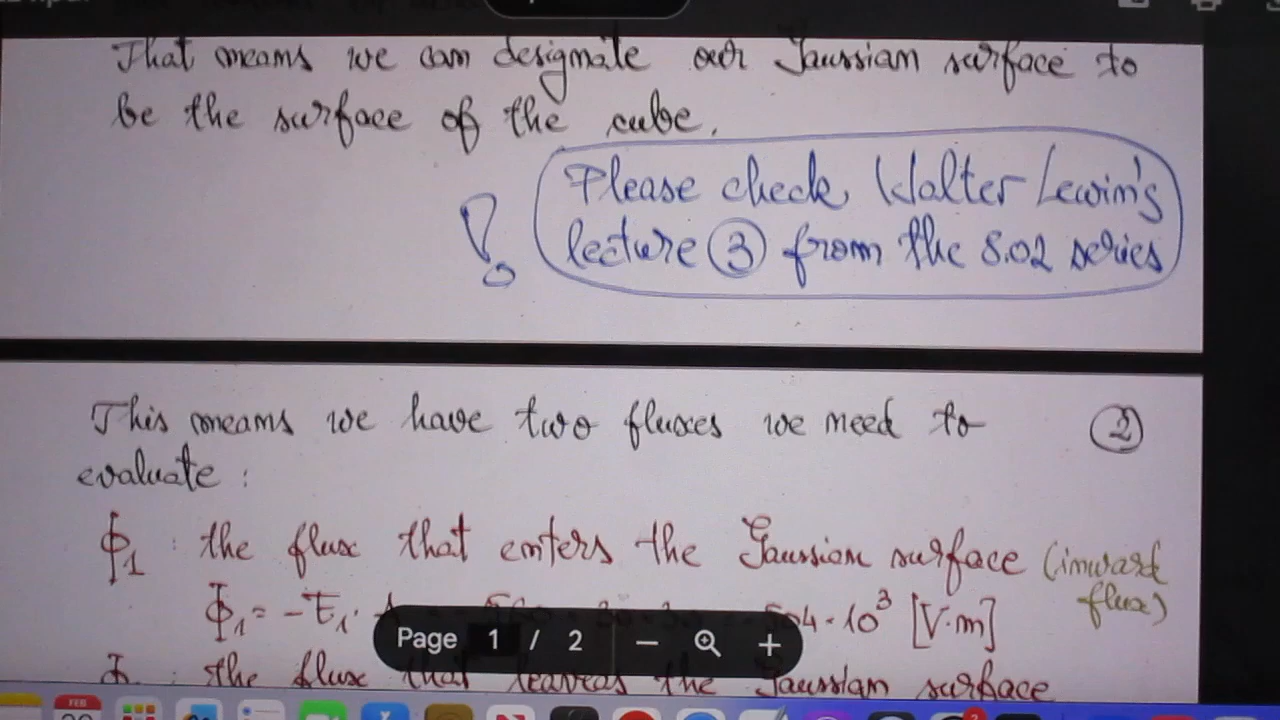 That means we can designate our Gaussian surface to
be the surface of the cube.
Please check Walter Lewin's
lecture 3 from the 8.02 series
This means we have two fluxes we need to
2
evaluate :
Φ₁ : the flux that enters the Gaussian surface (inward
flux)
Φ₁ = -E₁ · 504 · 10³ [V·m]
Page 1 / 2 − +
the flux that leaves the Gaussian surface
FEB